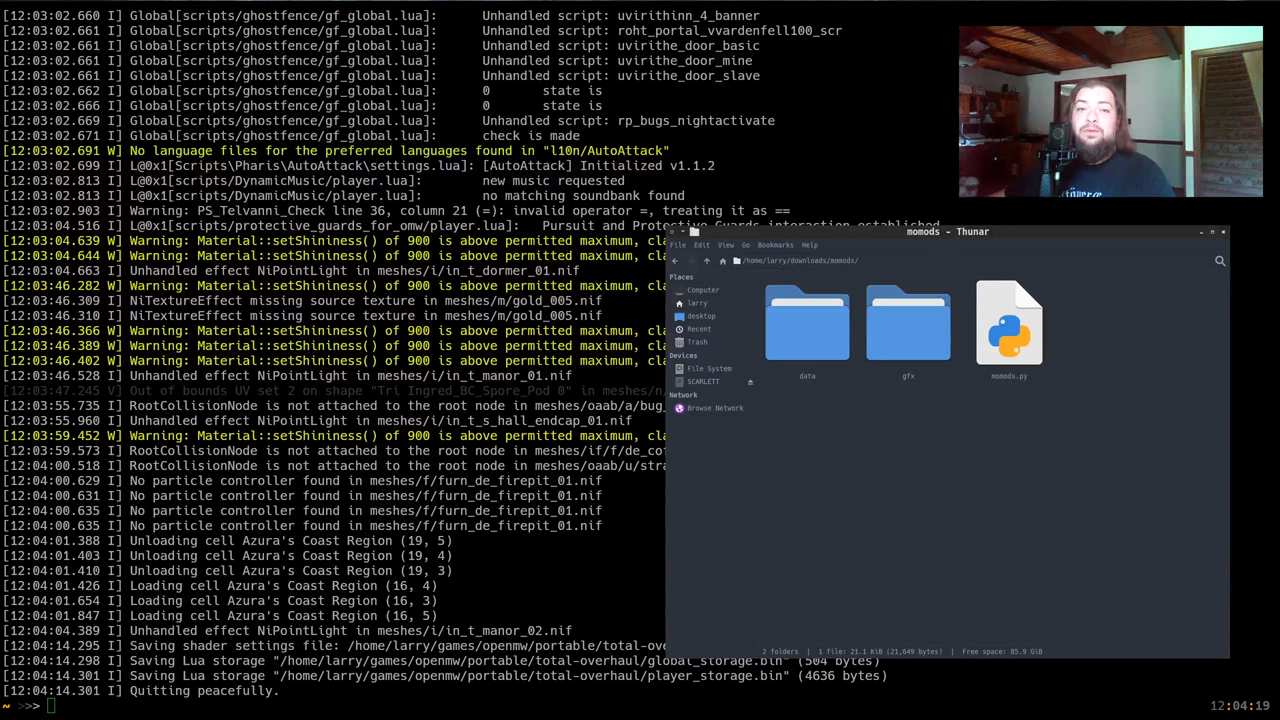 [12:03:02.660 I] Global[scripts/ghostfence/gf_global.lua]: Unhandled script: uvirithinn_4_banner
[12:03:02.661 I] Global[scripts/ghostfence/gf_global.lua]: Unhandled script: roht_portal_vvardenfell100_scr
[12:03:02.661 I] Global[scripts/ghostfence/gf_global.lua]: Unhandled script: uvirithe_door_basic
[12:03:02.661 I] Global[scripts/ghostfence/gf_global.lua]: Unhandled script: uvirithe_door_mine
[12:03:02.661 I] Global[scripts/ghostfence/gf_global.lua]: Unhandled script: uvirithe_door_slave
[12:03:02.662 I] Global[scripts/ghostfence/gf_global.lua]: 0 state is
[12:03:02.666 I] Global[scripts/ghostfence/gf_global.lua]: 0 state is
[12:03:02.669 I] Global[scripts/ghostfence/gf_global.lua]: Unhandled script: rp_bugs_nightactivate
[12:03:02.671 I] Global[scripts/ghostfence/gf_global.lua]: check is made
[12:03:02.691 W] No language files for the preferred languages found in "l10n/AutoAttack"
[12:03:02.699 I] L@0x1[Scripts\Pharis\AutoAttack\settings.lua]: [AutoAttack] Initialized v1.1.2
[12:03:02.813 I] L@0x1[scripts/DynamicMusic/player.lua]: new music requested
[12:03:02.813 I] L@0x1[scripts/DynamicMusic/player.lua]: no matching soundbank found
[12:03:02.903 I] Warning: PS_Telvanni_Check line 36, column 21 (=): invalid operator =, treating it as ==
[12:03:04.516 I] L@0x1[scripts/protective_guards_for_omw/player.lua]: Pursuit and Protective Guards interaction established
[12:03:04.639 W] Warning: Material::setShininess() of 900 is above permitted maximum, cla
[12:03:04.644 W] Warning: Material::setShininess() of 900 is above permitted maximum, cla
[12:03:04.663 I] Unhandled effect NiPointLight in meshes/i/in_t_dormer_01.nif
[12:03:46.282 W] Warning: Material::setShininess() of 900 is above permitted maximum, cla
[12:03:46.309 I] NiTextureEffect missing source texture in meshes/m/gold_005.nif
[12:03:46.310 I] NiTextureEffect missing source texture in meshes/m/gold_005.nif
[12:03:46.366 W] Warning: Material::setShininess() of 900 is above permitted maximum, cla
[12:03:46.389 W] Warning: Material::setShininess() of 900 is above permitted maximum, cla
[12:03:46.402 W] Warning: Material::setShininess() of 900 is above permitted maximum, cla
[12:03:46.528 I] Unhandled effect NiPointLight in meshes/i/in_t_manor_01.nif
[12:03:47.245 V] Out of bounds UV set 2 on shape "Tri Ingred_BC_Spore_Pod 0" in meshes/n
[12:03:55.735 I] RootCollisionNode is not attached to the root node in meshes/oaab/a/bug_
[12:03:55.960 I] Unhandled effect NiPointLight in meshes/i/in_t_s_hall_endcap_01.nif
[12:03:59.452 W] Warning: Material::setShininess() of 900 is above permitted maximum, cla
[12:03:59.573 I] RootCollisionNode is not attached to the root node in meshes/if/f/de_cot
[12:04:00.518 I] RootCollisionNode is not attached to the root node in meshes/oaab/u/stra
[12:04:00.629 I] No particle controller found in meshes/f/furn_de_firepit_01.nif
[12:04:00.631 I] No particle controller found in meshes/f/furn_de_firepit_01.nif
[12:04:00.635 I] No particle controller found in meshes/f/furn_de_firepit_01.nif
[12:04:00.635 I] No particle controller found in meshes/f/furn_de_firepit_01.nif
[12:04:01.388 I] Unloading cell Azura's Coast Region (19, 5)
[12:04:01.403 I] Unloading cell Azura's Coast Region (19, 4)
[12:04:01.410 I] Unloading cell Azura's Coast Region (19, 3)
[12:04:01.426 I] Loading cell Azura's Coast Region (16, 4)
[12:04:01.654 I] Loading cell Azura's Coast Region (16, 3)
[12:04:01.847 I] Loading cell Azura's Coast Region (16, 5)
[12:04:04.389 I] Unhandled effect NiPointLight in meshes/i/in_t_manor_02.nif
[12:04:14.295 I] Saving shader settings file: /home/larry/games/openmw/portable/total-ove
[12:04:14.298 I] Saving Lua storage "/home/larry/games/openmw/portable/total-overhaul/global_storage.bin" (504 bytes)
[12:04:14.301 I] Saving Lua storage "/home/larry/games/openmw/portable/total-overhaul/player_storage.bin" (4636 bytes)
[12:04:14.301 I] Quitting peacefully.
~ >>>
12:04:19
momods - Thunar
File Edit View Go Bookmarks Help
/home/larry/downloads/momods/
Places
Computer
larry
desktop
Recent
Trash
Devices
File System
SCARLETT
Network
Browse Network
data gfx momods.py
2 folders | 1 file: 21.1 KiB (21,649 bytes) | Free space: 85.9 GiB